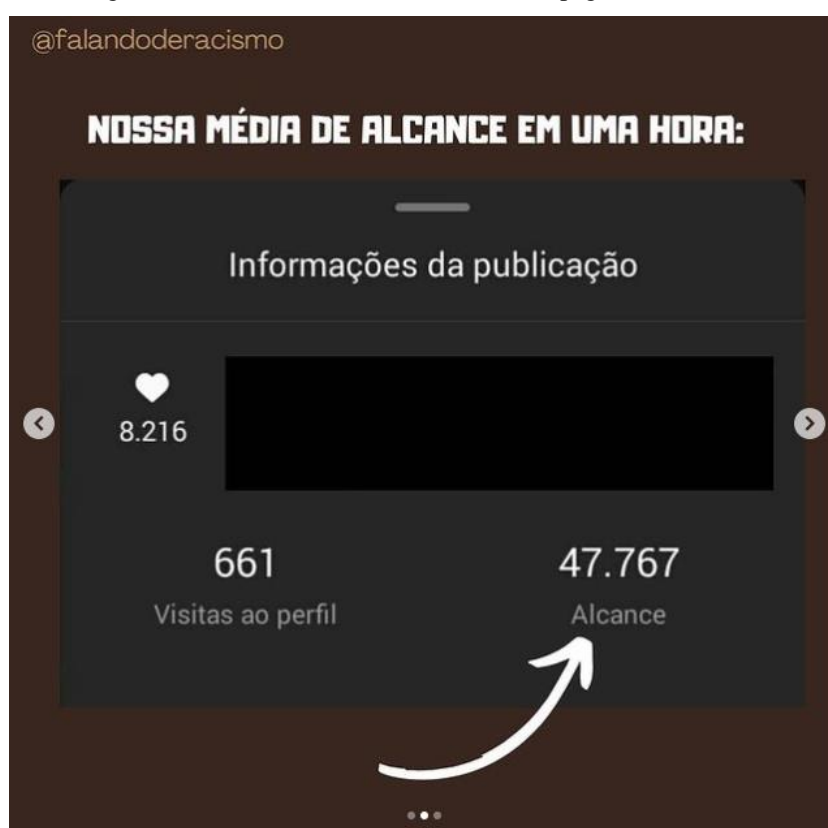 @falandoderacismo
NOSSA MÉDIA DE ALCANCE EM UMA HORA:
Informações da publicação
8.216
661
47.767
Visitas ao perfil
Alcance